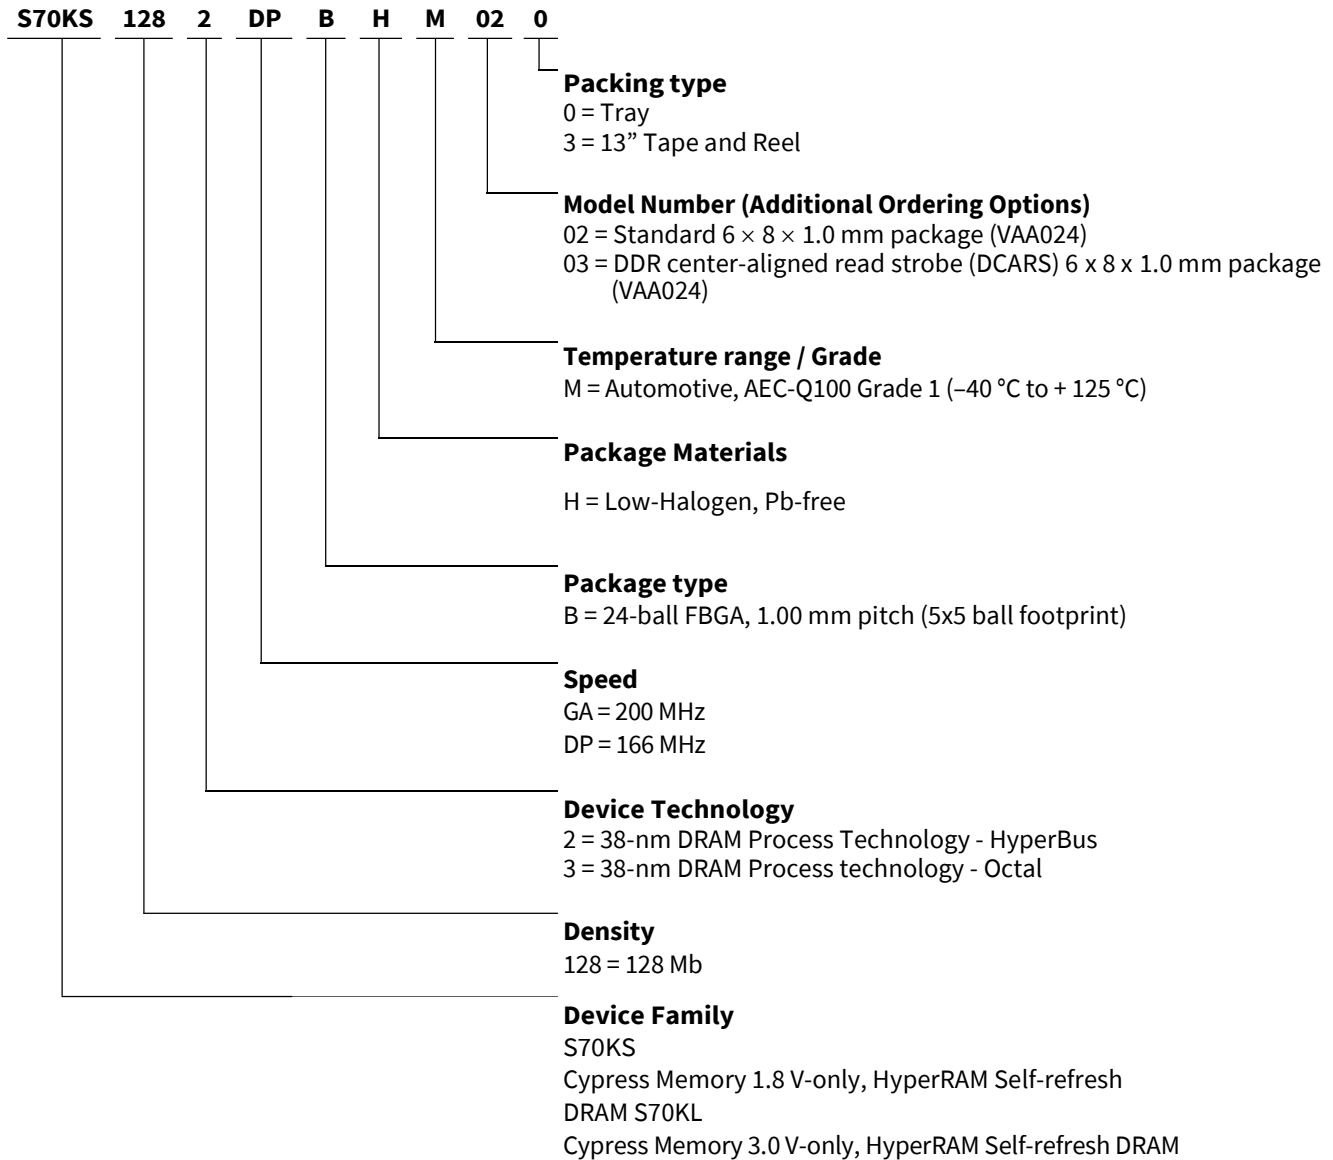 S70KS 128 2 DP B H M 02 0
Packing type
0 = Tray
3 = 13” Tape and Reel
Model Number (Additional Ordering Options)
02 = Standard 6 × 8 × 1.0 mm package (VAA024)
03 = DDR center-aligned read strobe (DCARS) 6 x 8 x 1.0 mm package
(VAA024)
Temperature range / Grade
M = Automotive, AEC-Q100 Grade 1 (–40 °C to + 125 °C)
Package Materials
H = Low-Halogen, Pb-free
Package type
B = 24-ball FBGA, 1.00 mm pitch (5x5 ball footprint)
Speed
GA = 200 MHz
DP = 166 MHz
Device Technology
2 = 38-nm DRAM Process Technology - HyperBus
3 = 38-nm DRAM Process technology - Octal
Density
128 = 128 Mb
Device Family
S70KS
Cypress Memory 1.8 V-only, HyperRAM Self-refresh
DRAM S70KL
Cypress Memory 3.0 V-only, HyperRAM Self-refresh DRAM